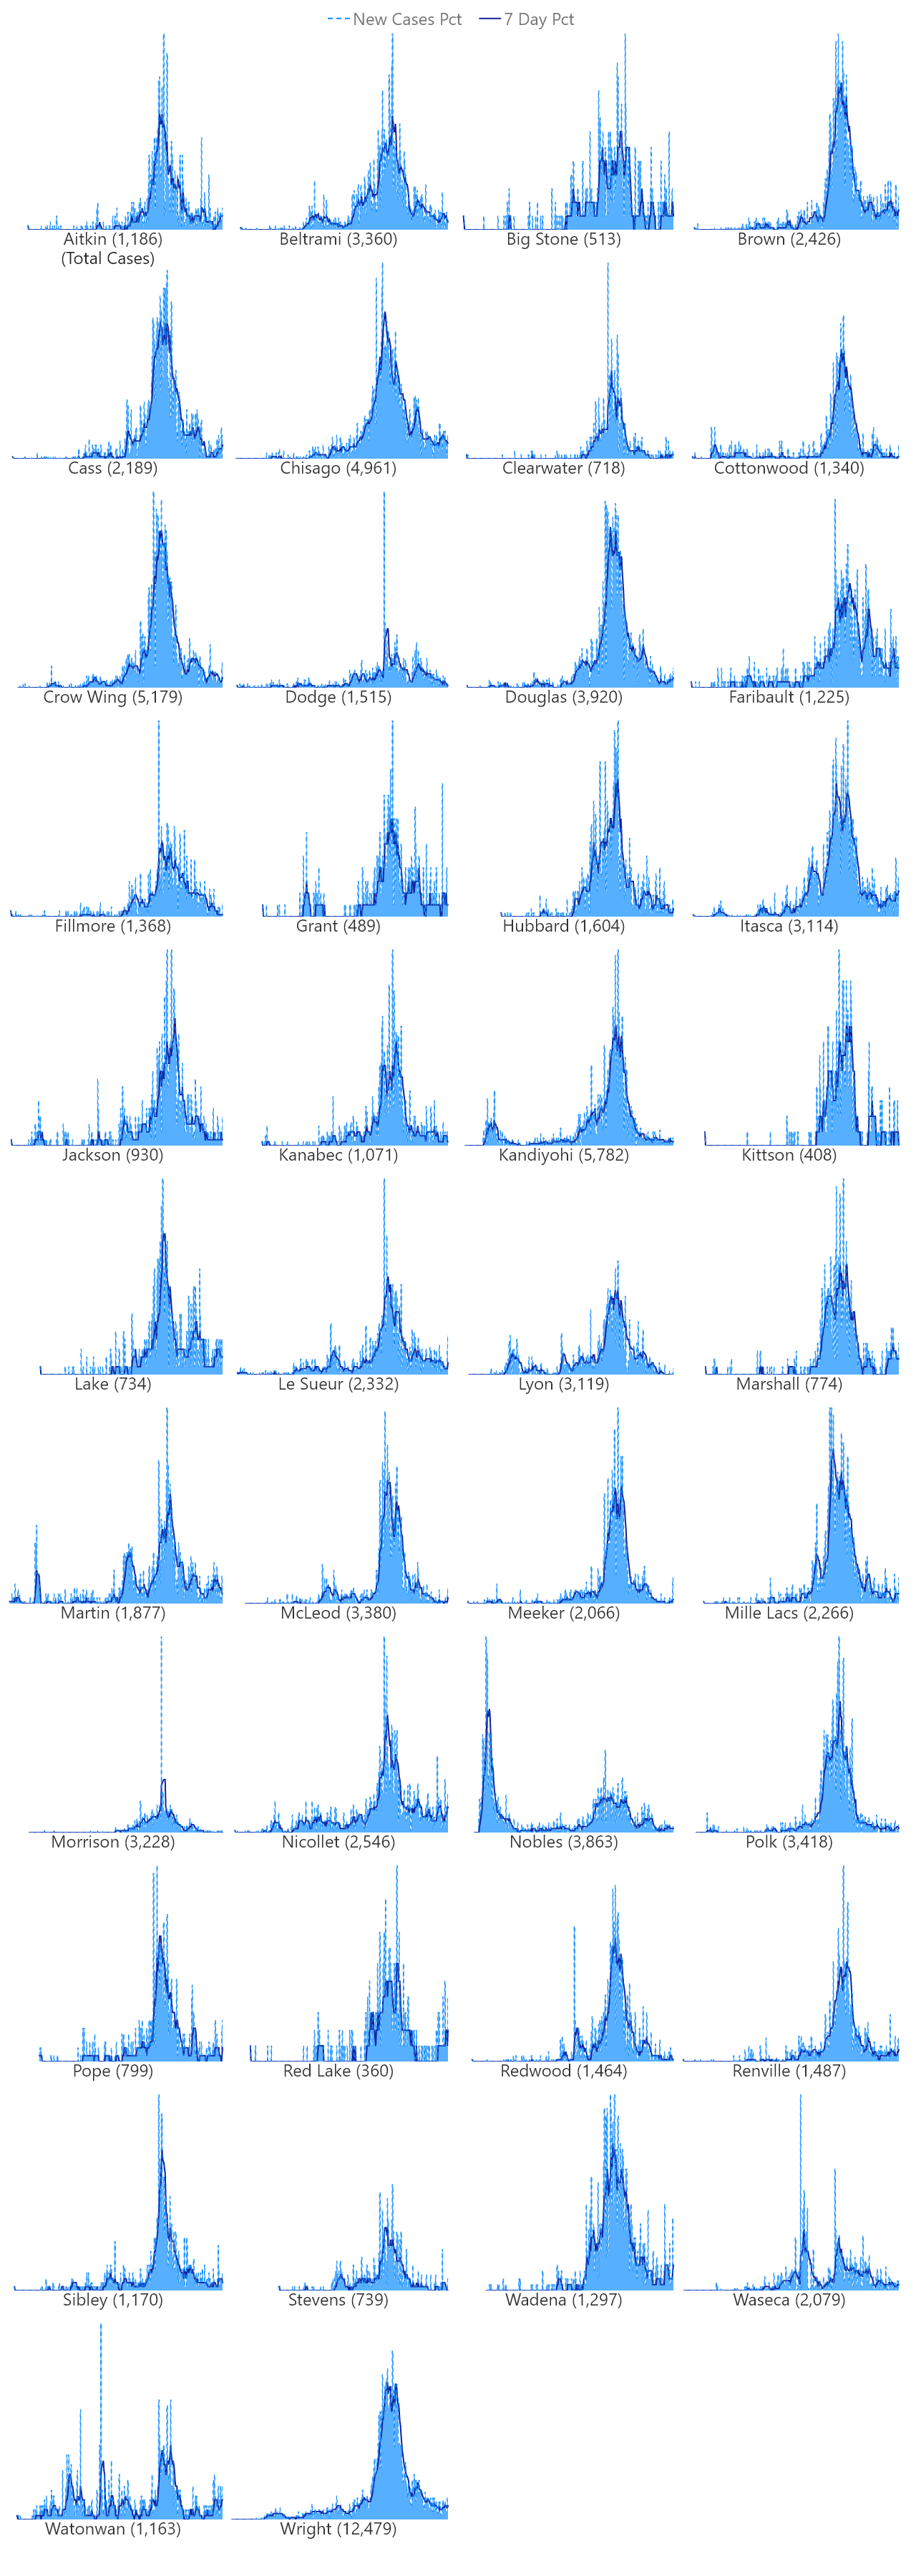 New Cases Pct 7 Day Pct
Aitkin (1,186) Beltrami (3,360) Big Stone (513) Brown (2,426)
(Total Cases)
Cass (2,189) Chisago (4,961) Clearwater (718) Cottonwood (1,340)
Crow Wing (5,179) Dodge (1,515) Douglas (3,920) Faribault (1,225)
Fillmore (1,368) Grant (489) Hubbard (1,604) Itasca (3,114)
Jackson (930) Kanabec (1,071) Kandiyohi (5,782) Kittson (408)
Lake (734) Le Sueur (2,332) Lyon (3,119) Marshall (774)
Martin (1,877) McLeod (3,380) Meeker (2,066) Mille Lacs (2,266)
Morrison (3,228) Nicollet (2,546) Nobles (3,863) Polk (3,418)
Pope (799) Red Lake (360) Redwood (1,464) Renville (1,487)
Sibley (1,170) Stevens (739) Wadena (1,297) Waseca (2,079)
Watonwan (1,163) Wright (12,479)